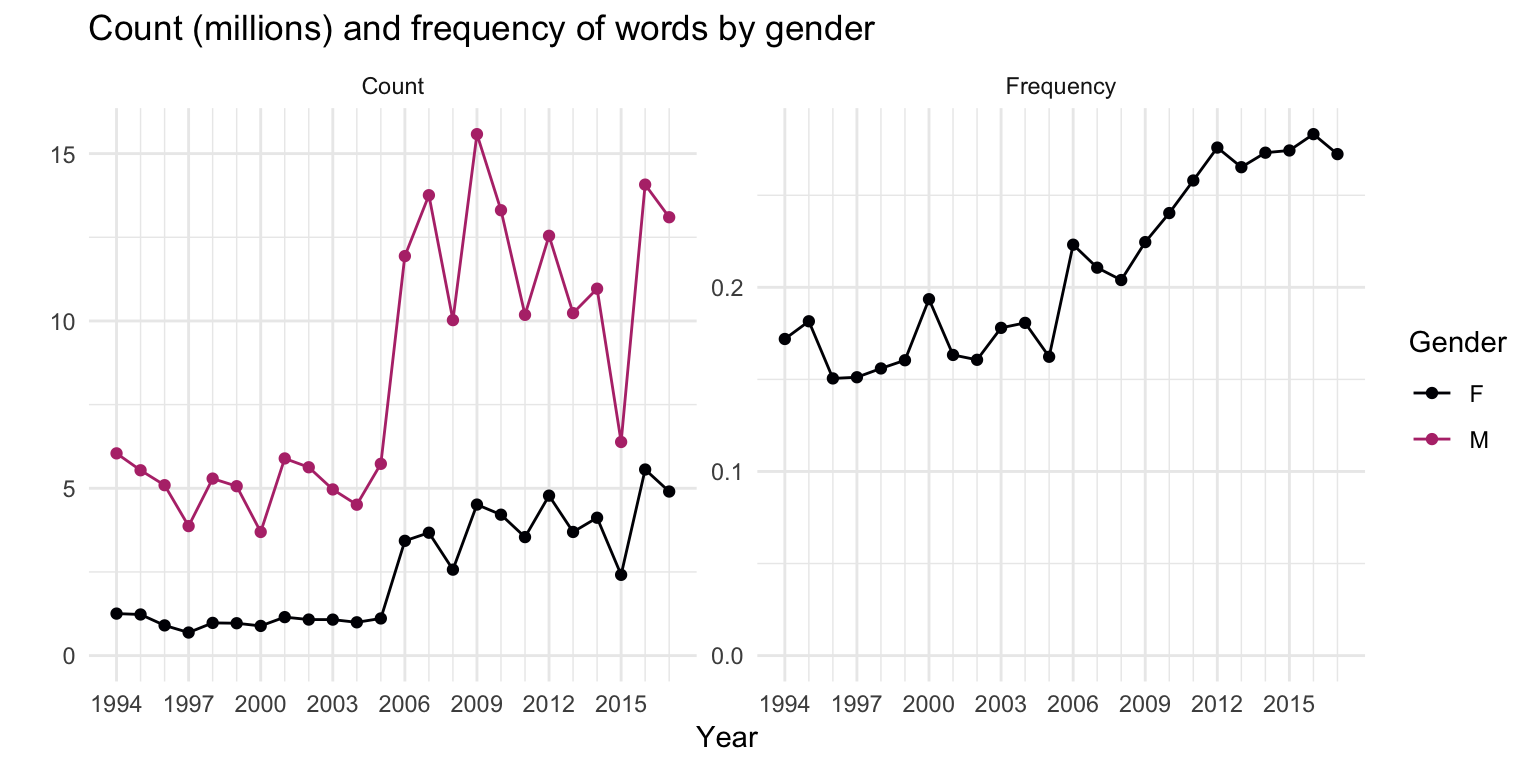 Count (millions) and frequency of words by gender
Count
Frequency
15
10
5
0
0.2
0.1
0.0
1994 1997 2000 2003 2006 2009 2012 2015
1994 1997 2000 2003 2006 2009 2012 2015
Year
Gender
F
M